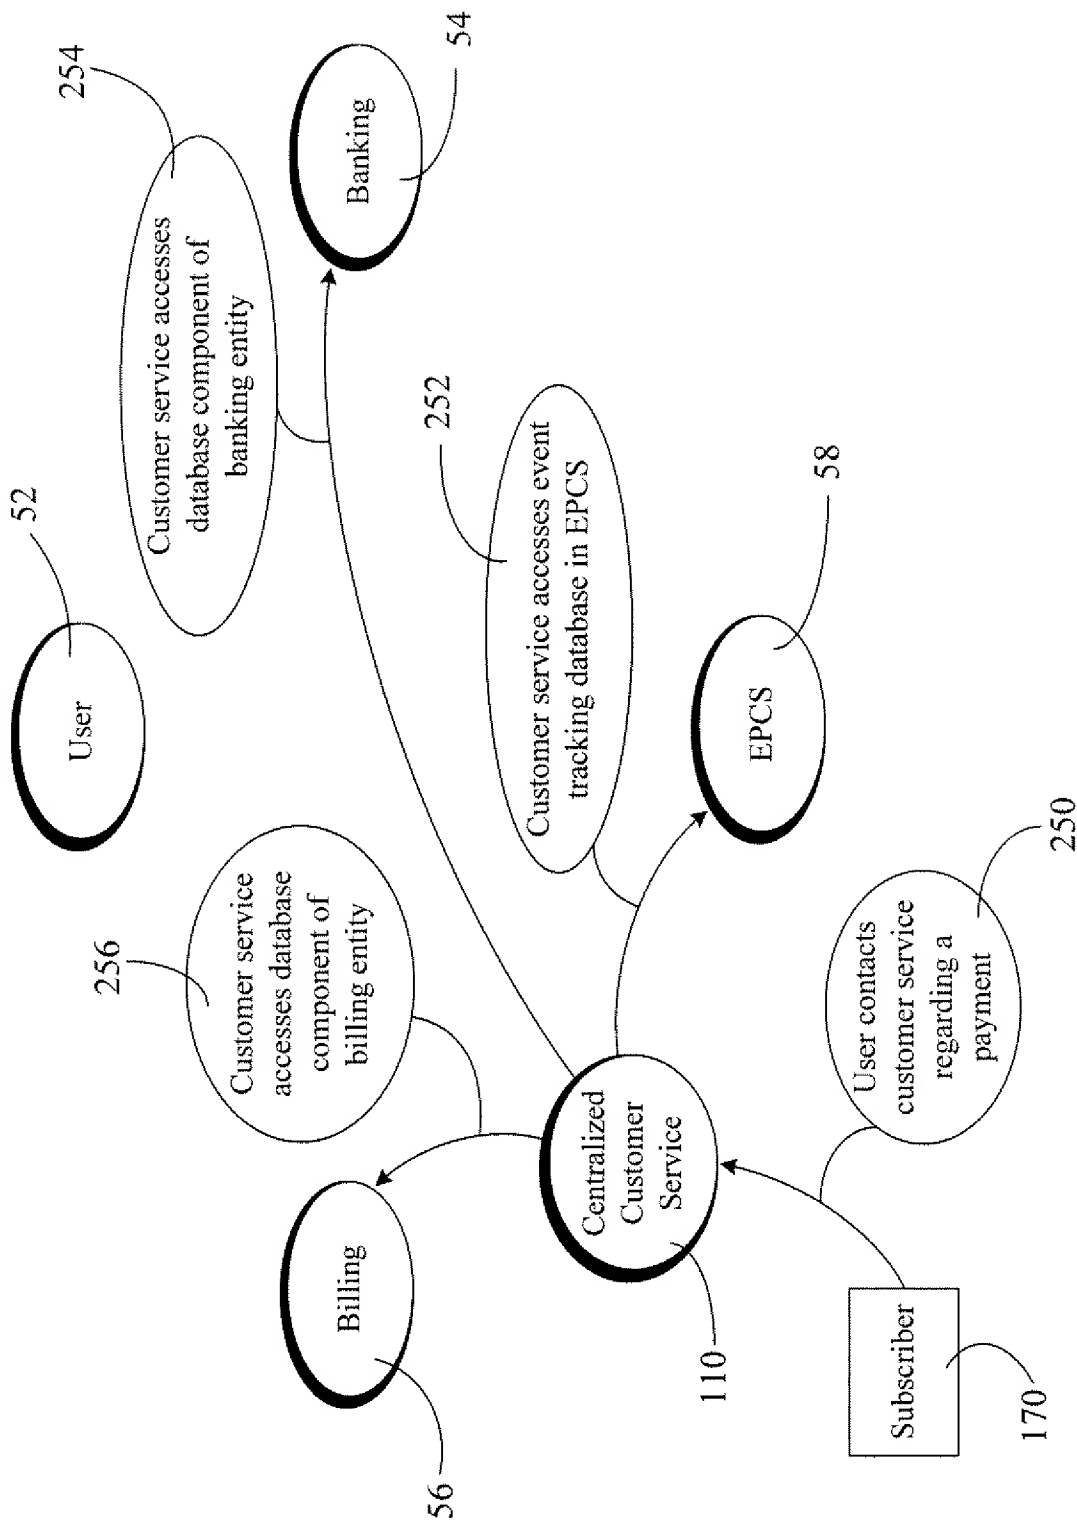 52
User
254
Customer service accesses
database component of
banking entity
54
Banking
256
Customer service
accesses database
component of
billing entity
252
Customer service accesses event
tracking database in EPCS
56
Billing
58
EPCS
110
Centralized
Customer
Service
250
User contacts
customer service
regarding a
payment
170
Subscriber